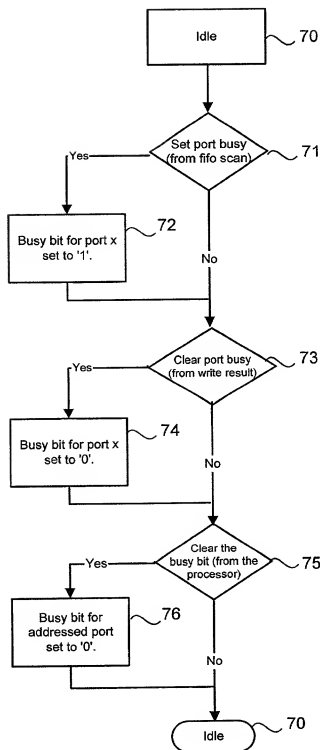 Idle
70
Set port busy
(from fifo scan)
71
Yes
Busy bit for port x
set to '1'.
72
No
Clear port busy
(from write result)
73
Yes
Busy bit for port x
set to '0'.
74
No
Clear the
busy bit (from the
processor)
75
Yes
Busy bit for
addressed port
set to '0'.
76
No
Idle
70